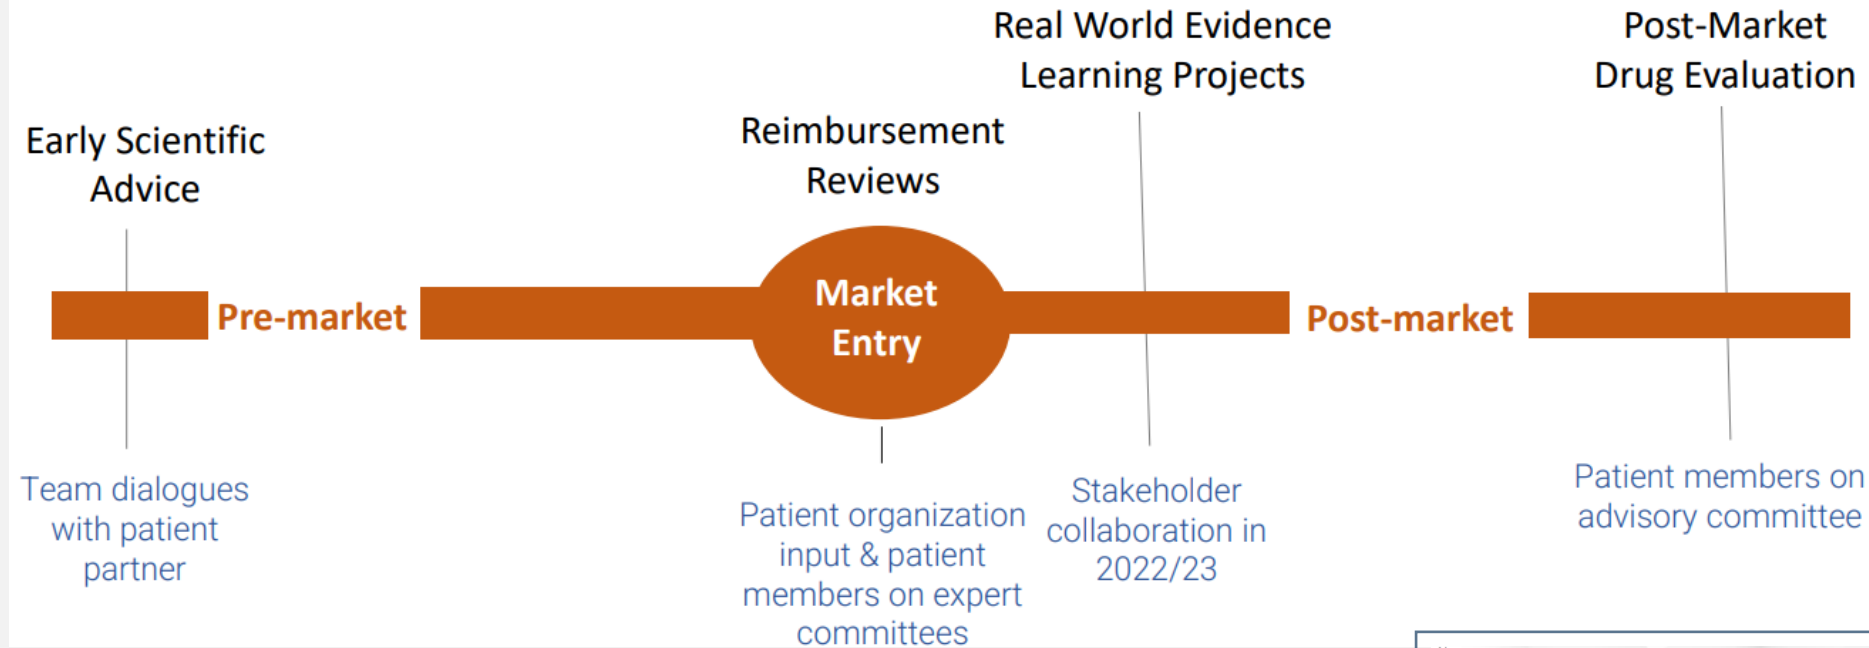 Early Scientific
Advice
Reimbursement
Reviews
Real World Evidence
Learning Projects
Post-Market
Drug Evaluation
Pre-market
Market
Entry
Post-market
Team dialogues
with patient
partner
Patient organization
input & patient
members on expert
committees
Stakeholder
collaboration in
2022/23
Patient members on
advisory committee